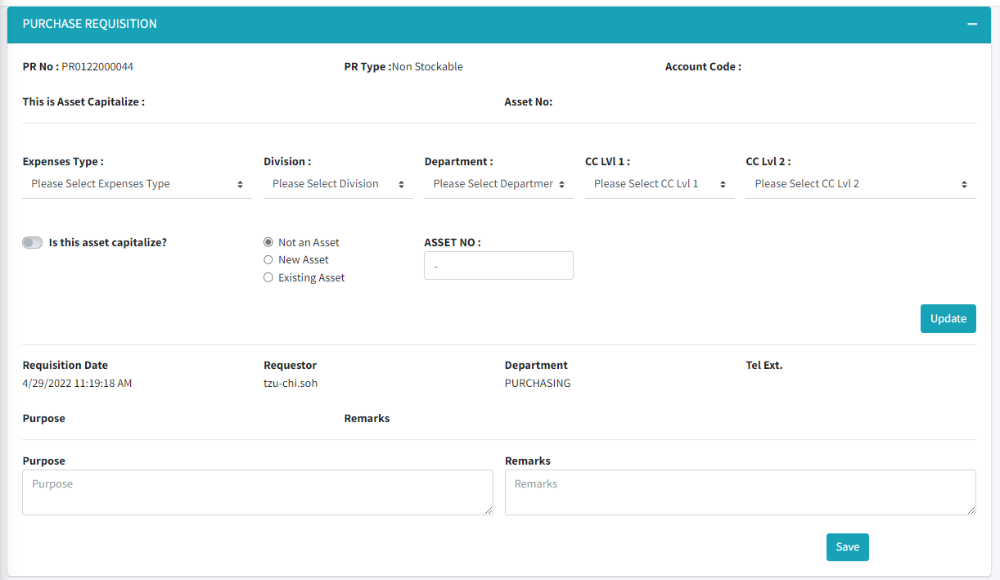 PURCHASE REQUISITION
PR No : PR0122000044 PR Type :Non Stockable Account Code :
This is Asset Capitalize : Asset No:
Expenses Type : Division : Department : CC LVl 1 : CC Lvl 2 :
Please Select Expenses Type Please Select Division Please Select Departmer Please Select CC Lvl 1 Please Select CC Lvl 2
Is this asset capitalize? Not an Asset ASSET NO :
New Asset -
Existing Asset
Update
Requisition Date Requestor Department Tel Ext.
4/29/2022 11:19:18 AM tzu-chi.soh PURCHASING
Purpose Remarks
Purpose Remarks
Purpose Remarks
Save